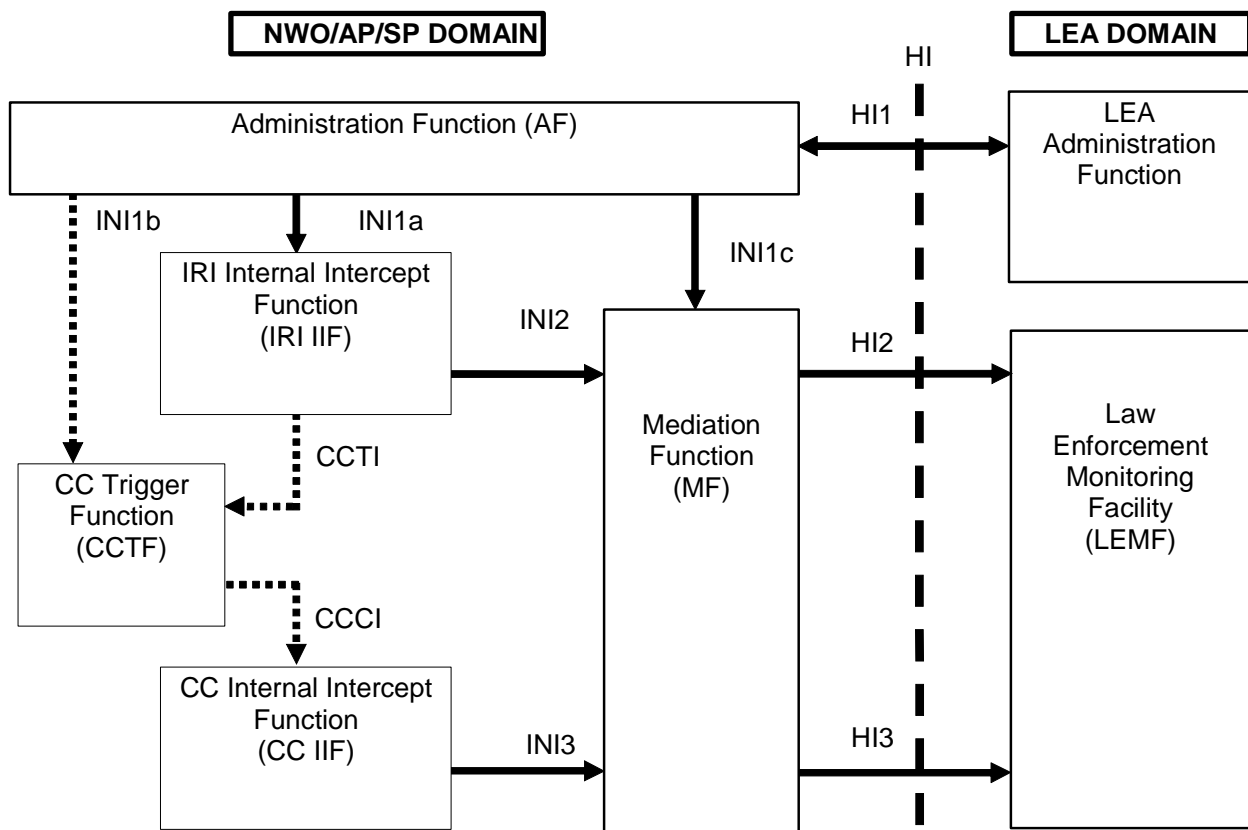 NWO/AP/SP DOMAIN
LEA DOMAIN
HI
Administration Function (AF)
HI1
LEA
Administration
Function
INI1b
INI1a
INI1c
IRI Internal Intercept
Function
(IRI IIF)
INI2
HI2
Mediation
Function
(MF)
Law
Enforcement
Monitoring
Facility
(LEMF)
CCTI
CC Trigger
Function
(CCTF)
CCCI
CC Internal Intercept
Function
(CC IIF)
INI3
HI3